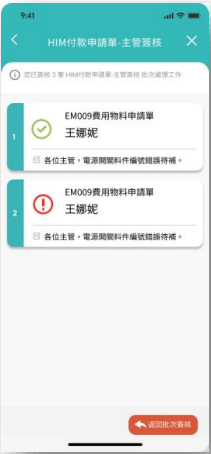 9:41
HIM付款申請單-主管簽核
您已簽核 3 筆 HIM付款申請單-主管簽核 批次處理工作
1
EM009費用物料申請單
王娜妮
各位主管，電源開關料件編號錯誤待補。
2
EM009費用物料申請單
王娜妮
各位主管，電源開關料件編號錯誤待補。
返回批次簽核